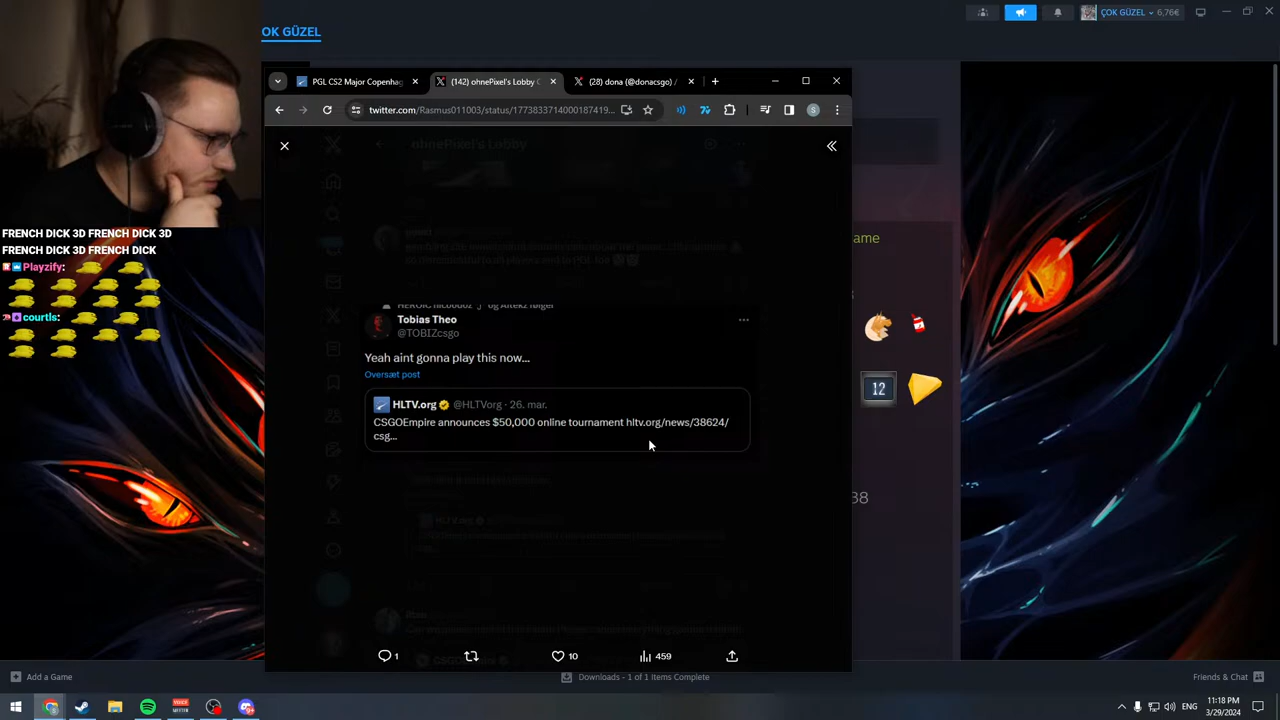 OK GÜZEL
ÇOK GÜZEL
6,76€
PGL CS2 Major Copenhag
(142) ohnePixel's Lobby
(28) dona (@donacsgo) /
twitter.com/Rasmus011003/status/1773833714000187419...
S
ohnePixel's Lobby
FRENCH DICK 3D FRENCH DICK 3D
FRENCH DICK 3D FRENCH DICK
Playzify:
courtls:
ame
12
38
Tobias Theo
@TOBIZcsgo
Yeah aint gonna play this now...
Oversæt post
HLTV.org @HLTVorg · 26. mar.
CSGOEmpire announces $50,000 online tournament hltv.org/news/38624/
csg...
1
10
459
Add a Game
Downloads - 1 of 1 Items Complete
Friends & Chat
ENG
11:18 PM
3/29/2024